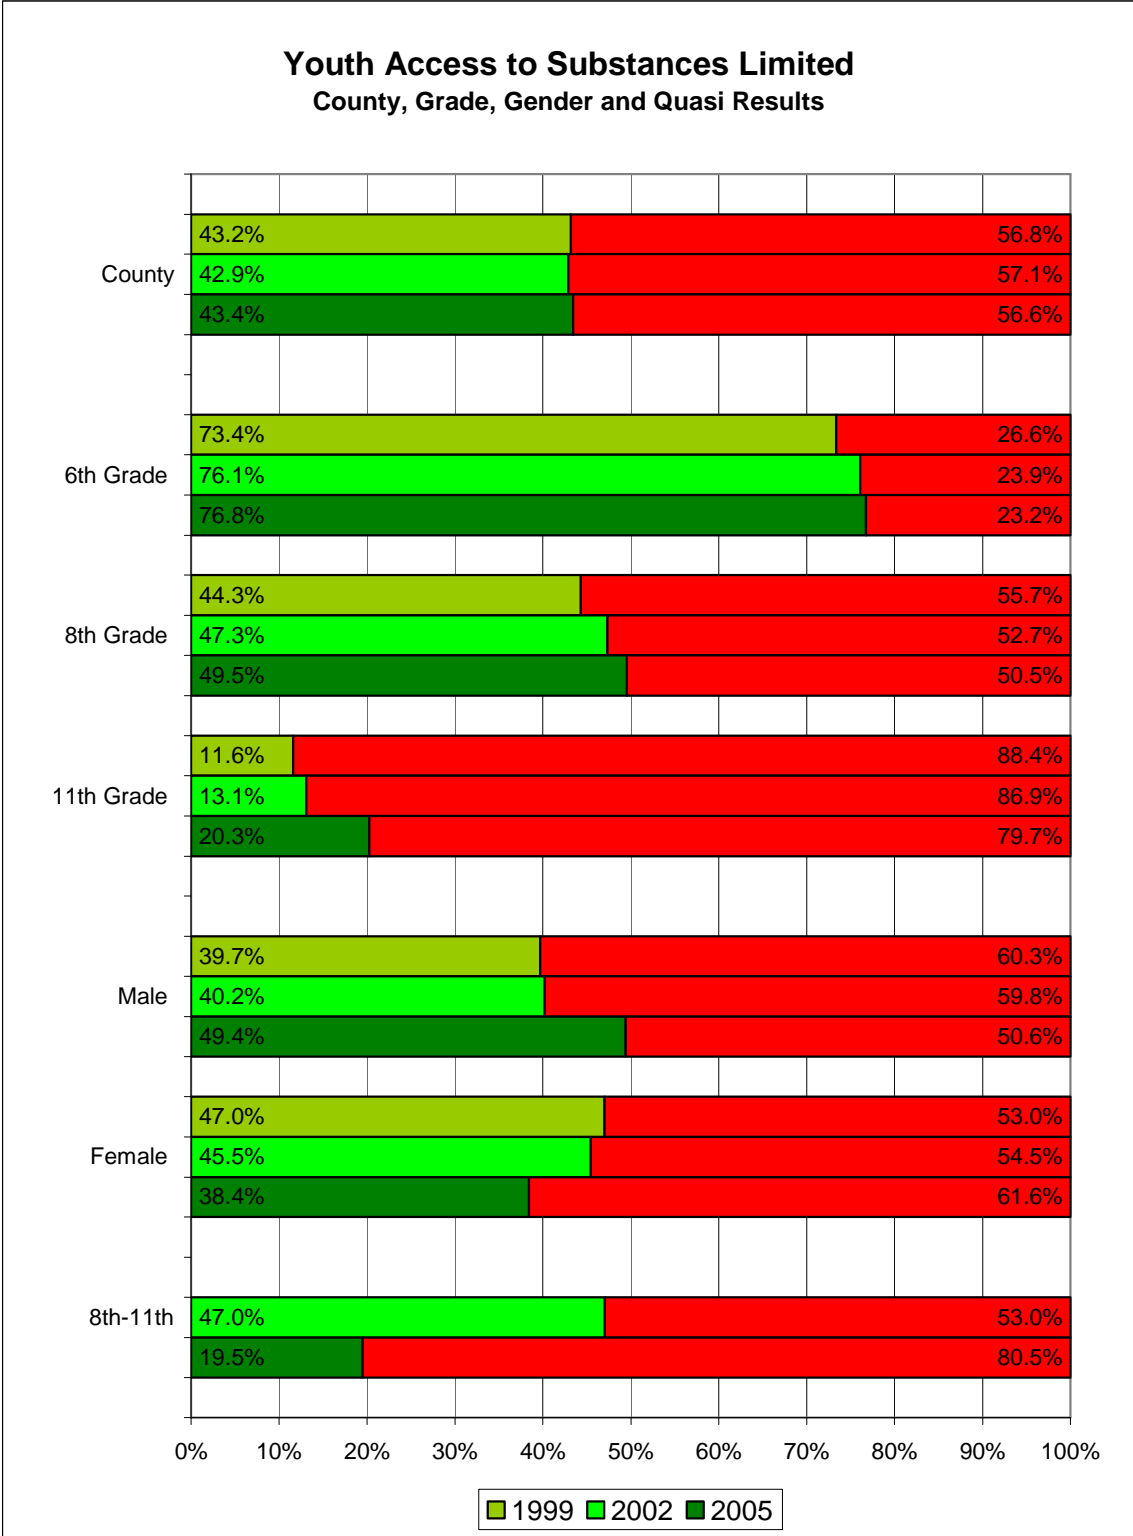 Youth Access to Substances Limited
County, Grade, Gender and Quasi Results
43.2% 56.8%
County 42.9% 57.1%
43.4% 56.6%
73.4% 26.6%
6th Grade 76.1% 23.9%
76.8% 23.2%
44.3% 55.7%
8th Grade 47.3% 52.7%
49.5% 50.5%
11.6% 88.4%
11th Grade 13.1% 86.9%
20.3% 79.7%
39.7% 60.3%
Male 40.2% 59.8%
49.4% 50.6%
47.0% 53.0%
Female 45.5% 54.5%
38.4% 61.6%
8th-11th 47.0% 53.0%
19.5% 80.5%
0% 10% 20% 30% 40% 50% 60% 70% 80% 90% 100%
1999 2002 2005